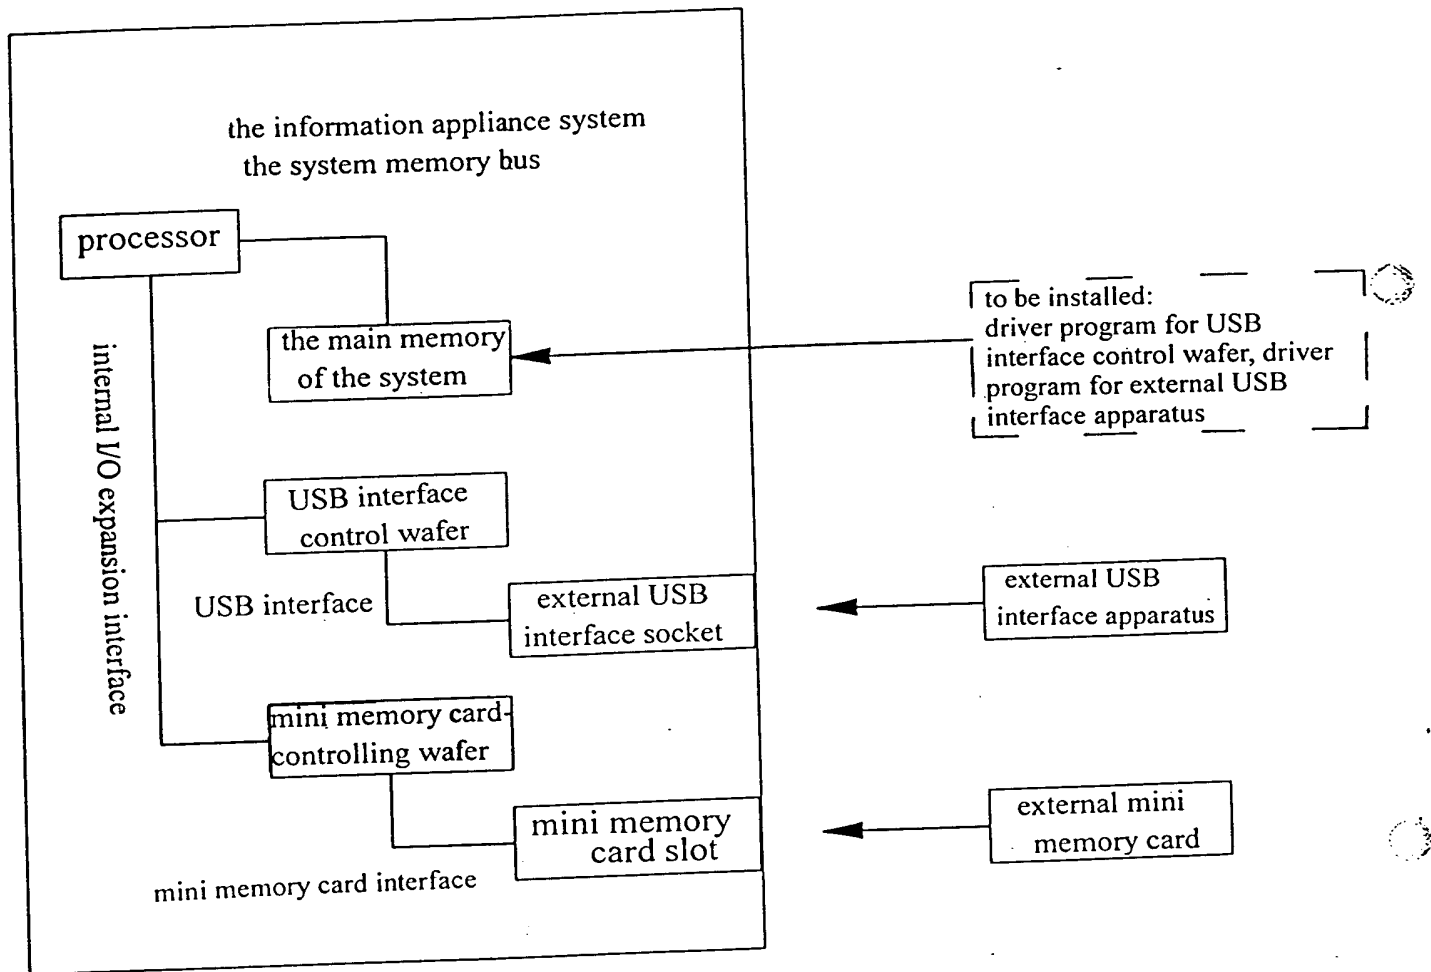 the information appliance system
the system memory bus
processor
the main memory
of the system
internal I/O expansion interface
USB interface
control wafer
USB interface
external USB
interface socket
mini memory card-
controlling wafer
mini memory
card slot
mini memory card interface
to be installed:
driver program for USB
interface control wafer, driver
program for external USB
interface apparatus
external USB
interface apparatus
external mini
memory card